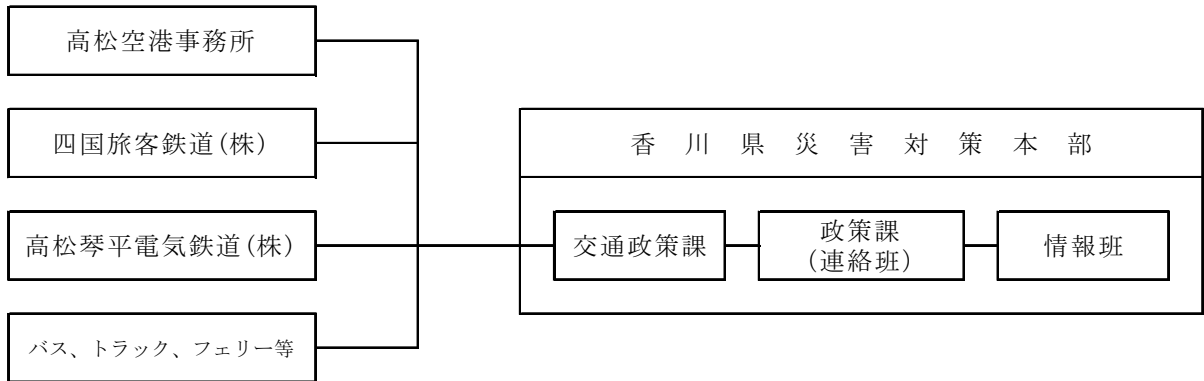 高松空港事務所
四国旅客鉄道(株)
高松琴平電気鉄道(株)
バス、トラック、フェリー等
香川県災害対策本部
交通政策課
政策課
(連絡班)
情報班